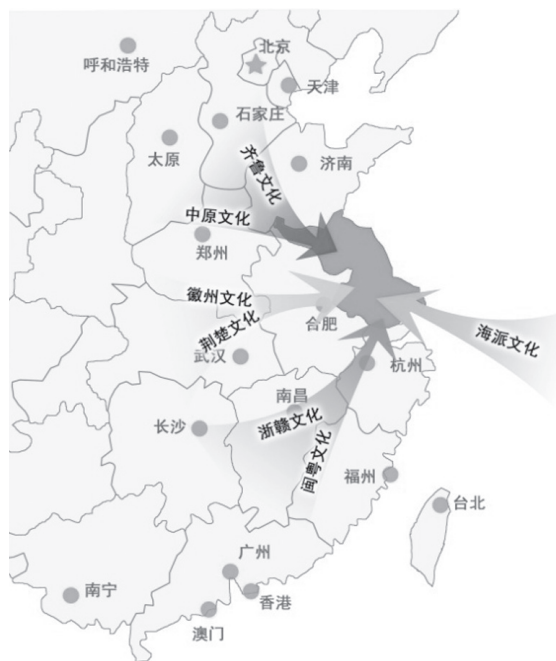 北京
呼和浩特
天津
石家庄
太原
济南
齐鲁文化
中原文化
郑州
徽州文化
合肥
荆楚文化
武汉
海派文化
杭州
南昌
长沙
浙赣文化
闽粤文化
福州
台北
广州
南宁
香港
澳门